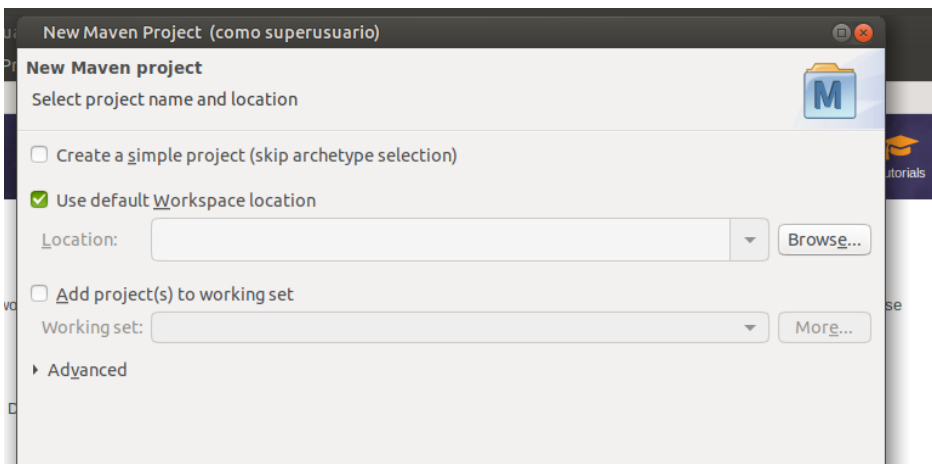 New Maven Project (como superusuario)
New Maven project
Select project name and location
M
Create a simple project (skip archetype selection)
utorials
Use default Workspace location
Location:
Browse...
Add project(s) to working set
se
Working set:
More...
Advanced
D